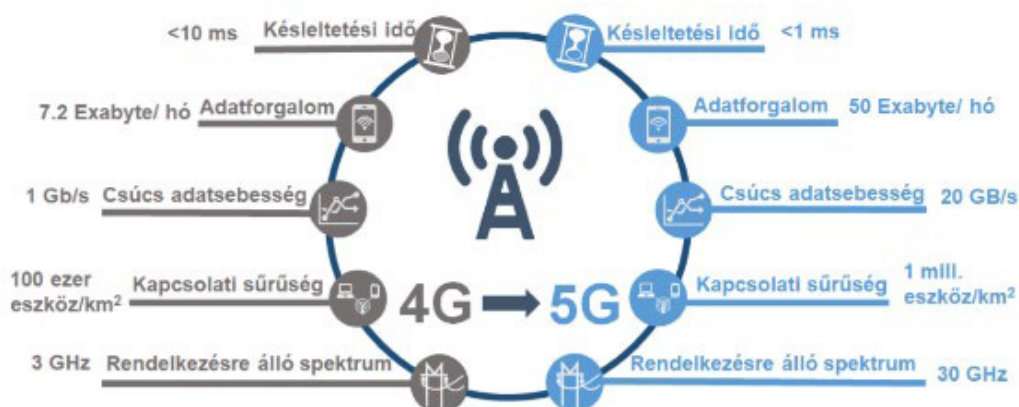 <10 ms Késleltetési idő
Késleltetési idő <1 ms
7.2 Exabyte/ hó Adatforgalom
Adatforgalom 50 Exabyte/ hó
1 Gb/s Csúcs adatsebesség
Csúcs adatsebesség 20 GB/s
100 ezer
eszköz/km² Kapcsolati sűrűség
4G 5G
Kapcsolati sűrűség 1 mill.
eszköz/km²
3 GHz Rendelkezésre álló spektrum
Rendelkezésre álló spektrum 30 GHz